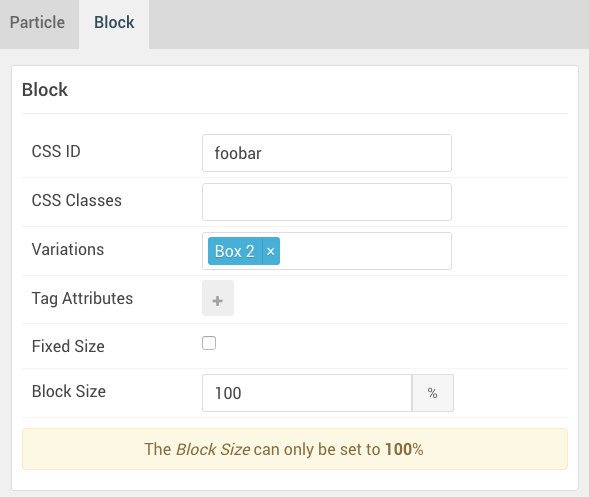 Particle Block
Block
CSS ID foobar
CSS Classes
Variations Box 2 ×
Tag Attributes +
Fixed Size
Block Size 100 %
The Block Size can only be set to 100%